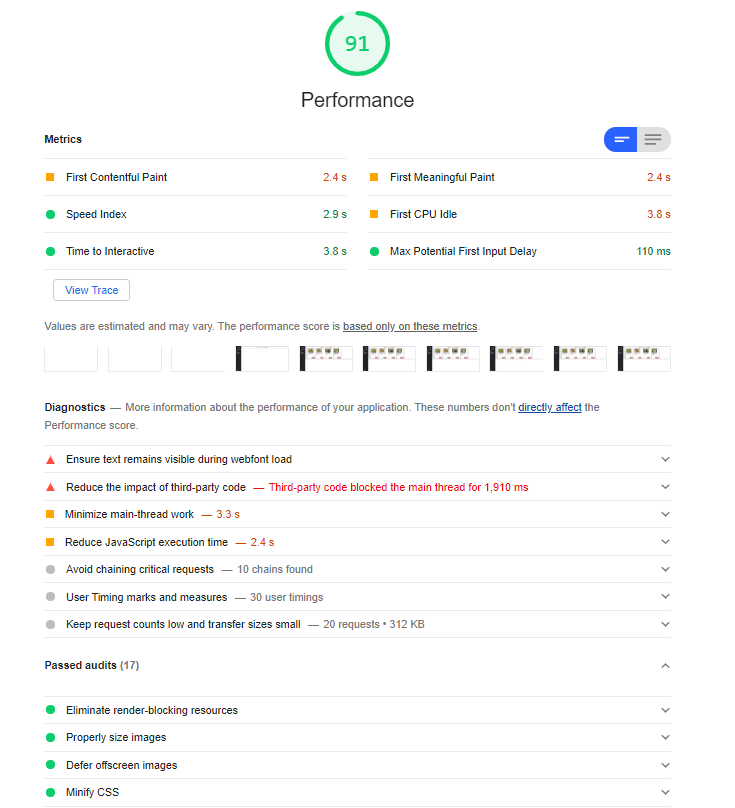 91
Performance
Metrics
First Contentful Paint 2.4 s
First Meaningful Paint 2.4 s
Speed Index 2.9 s
First CPU Idle 3.8 s
Time to Interactive 3.8 s
Max Potential First Input Delay 110 ms
View Trace
Values are estimated and may vary. The performance score is based only on these metrics.
Diagnostics — More information about the performance of your application. These numbers don't directly affect the
Performance score.
Ensure text remains visible during webfont load
Reduce the impact of third-party code — Third-party code blocked the main thread for 1,910 ms
Minimize main-thread work — 3.3 s
Reduce JavaScript execution time — 2.4 s
Avoid chaining critical requests — 10 chains found
User Timing marks and measures — 30 user timings
Keep request counts low and transfer sizes small — 20 requests • 312 KB
Passed audits (17)
Eliminate render-blocking resources
Properly size images
Defer offscreen images
Minify CSS